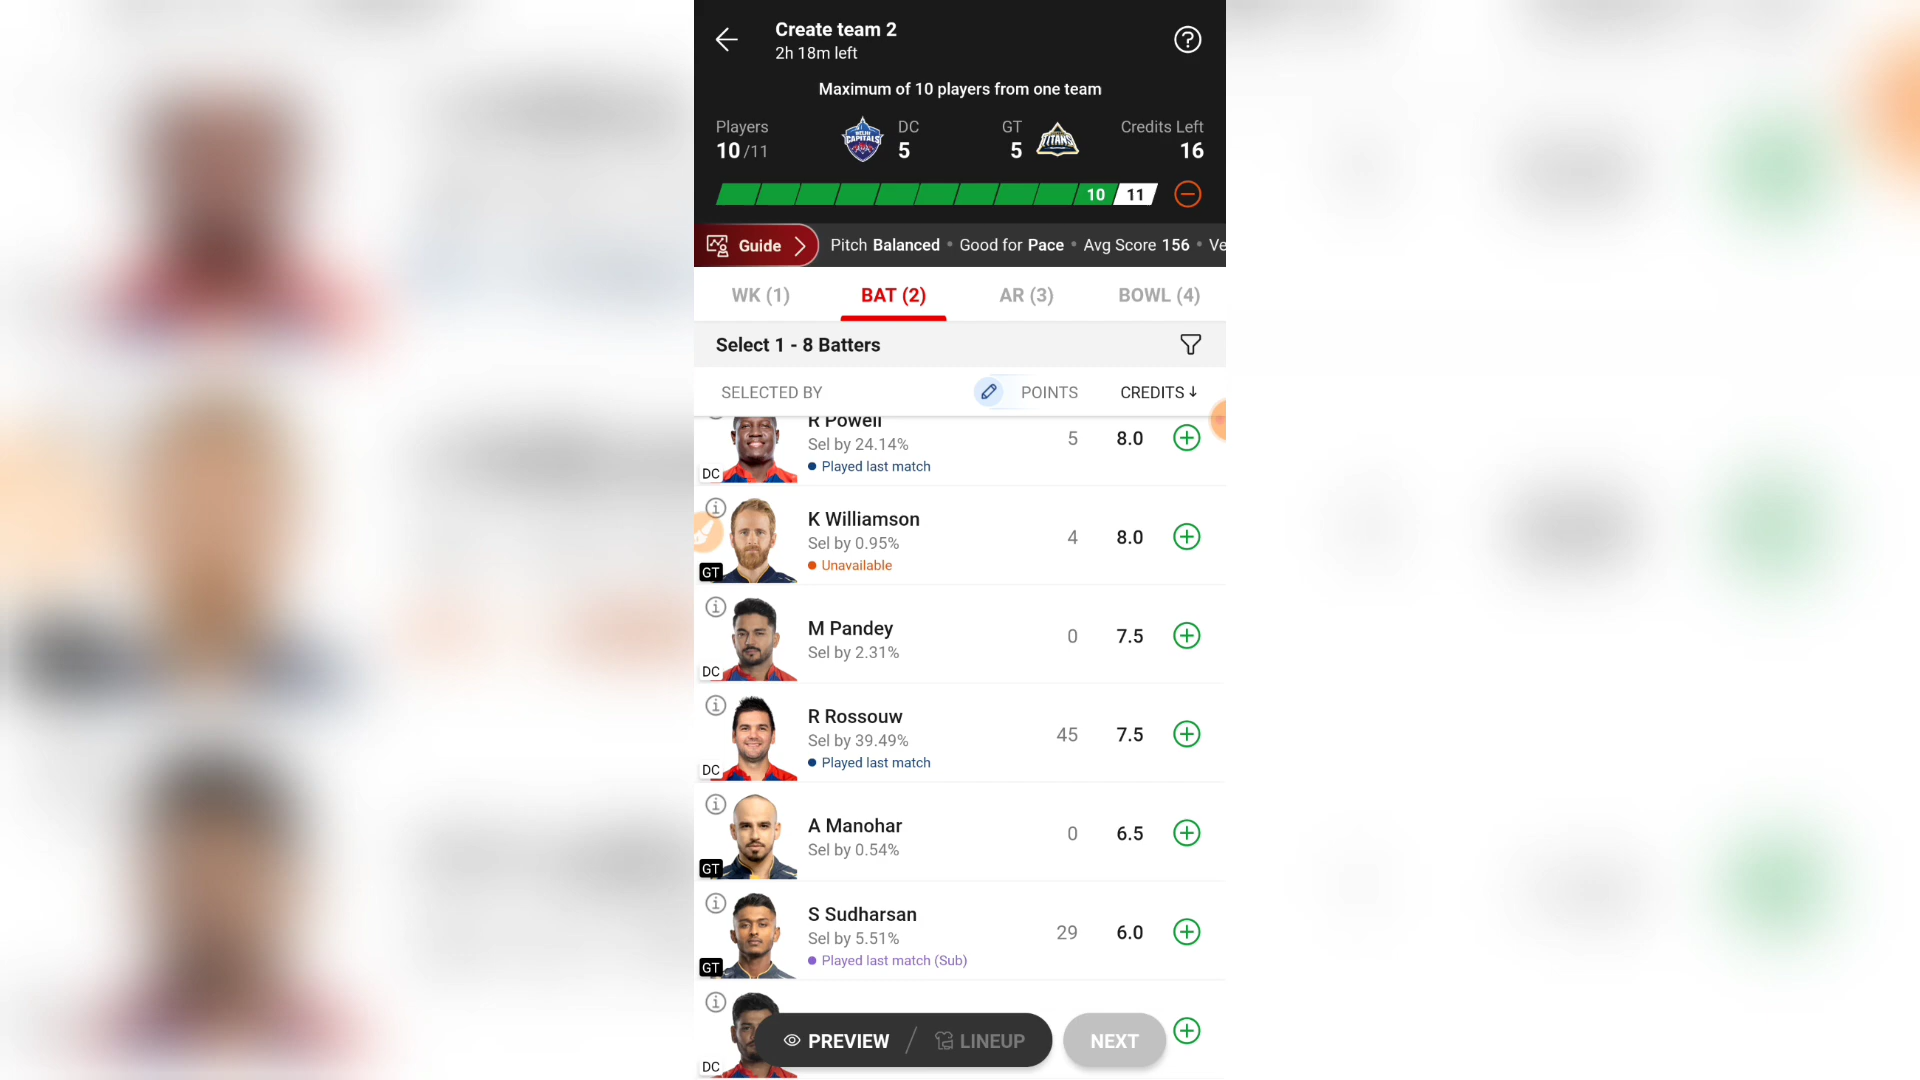 Create team 2
2h 18m left
Maximum of 10 players from one team
Players DC GT Credits Left
10/11 5 5 16
CAPITALS TITANS
10 11
Guide Pitch Balanced • Good for Pace • Avg Score 156 • Ve
WK (1) BAT (2) AR (3) BOWL (4)
Select 1 - 8 Batters
SELECTED BY POINTS CREDITS↓
R Powell
Sel by 24.14% 5 8.0
Played last match
DC
K Williamson
Sel by 0.95% 4 8.0
Unavailable
GT
M Pandey
Sel by 2.31% 0 7.5
DC
R Rossouw
Sel by 39.49% 45 7.5
Played last match
DC
A Manohar
Sel by 0.54% 0 6.5
GT
S Sudharsan
Sel by 5.51% 29 6.0
Played last match (Sub)
GT
PREVIEW / LINEUP NEXT
DC